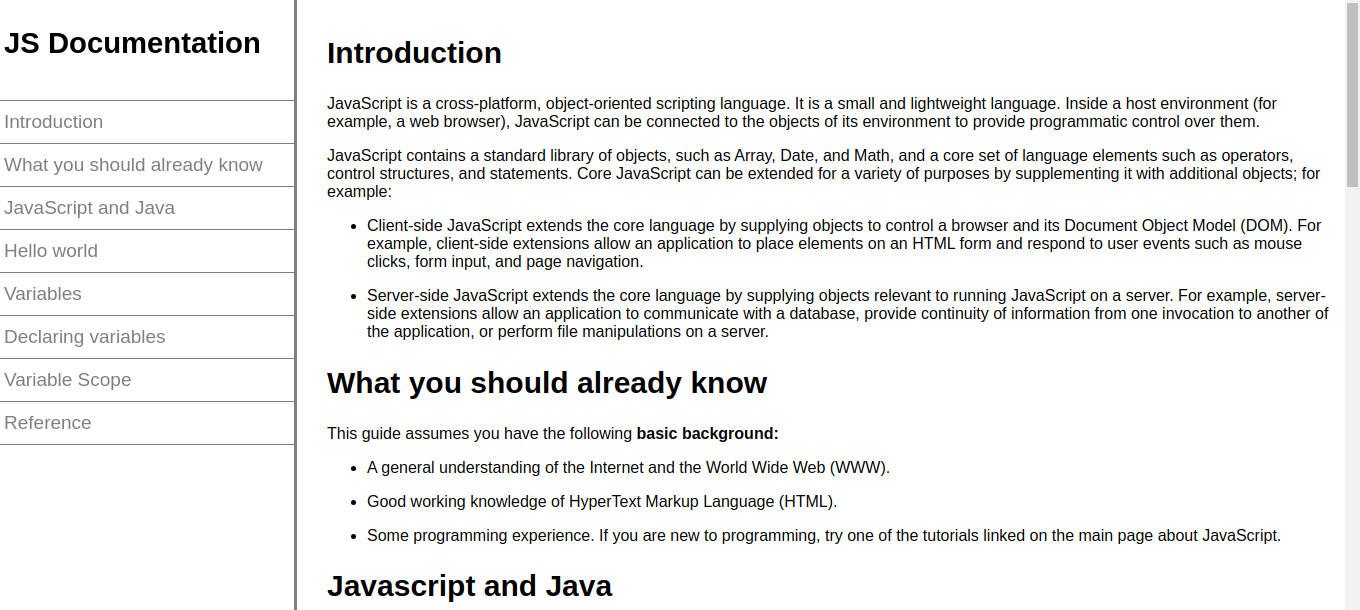 JS Documentation
Introduction
What you should already know
JavaScript and Java
Hello world
Variables
Declaring variables
Variable Scope
Reference
Introduction
JavaScript is a cross-platform, object-oriented scripting language. It is a small and lightweight language. Inside a host environment (for
example, a web browser), JavaScript can be connected to the objects of its environment to provide programmatic control over them.
JavaScript contains a standard library of objects, such as Array, Date, and Math, and a core set of language elements such as operators,
control structures, and statements. Core JavaScript can be extended for a variety of purposes by supplementing it with additional objects; for
example:
• Client-side JavaScript extends the core language by supplying objects to control a browser and its Document Object Model (DOM). For
example, client-side extensions allow an application to place elements on an HTML form and respond to user events such as mouse
clicks, form input, and page navigation.
• Server-side JavaScript extends the core language by supplying objects relevant to running JavaScript on a server. For example, server-
side extensions allow an application to communicate with a database, provide continuity of information from one invocation to another of
the application, or perform file manipulations on a server.
What you should already know
This guide assumes you have the following basic background:
• A general understanding of the Internet and the World Wide Web (WWW).
• Good working knowledge of HyperText Markup Language (HTML).
• Some programming experience. If you are new to programming, try one of the tutorials linked on the main page about JavaScript.
Javascript and Java